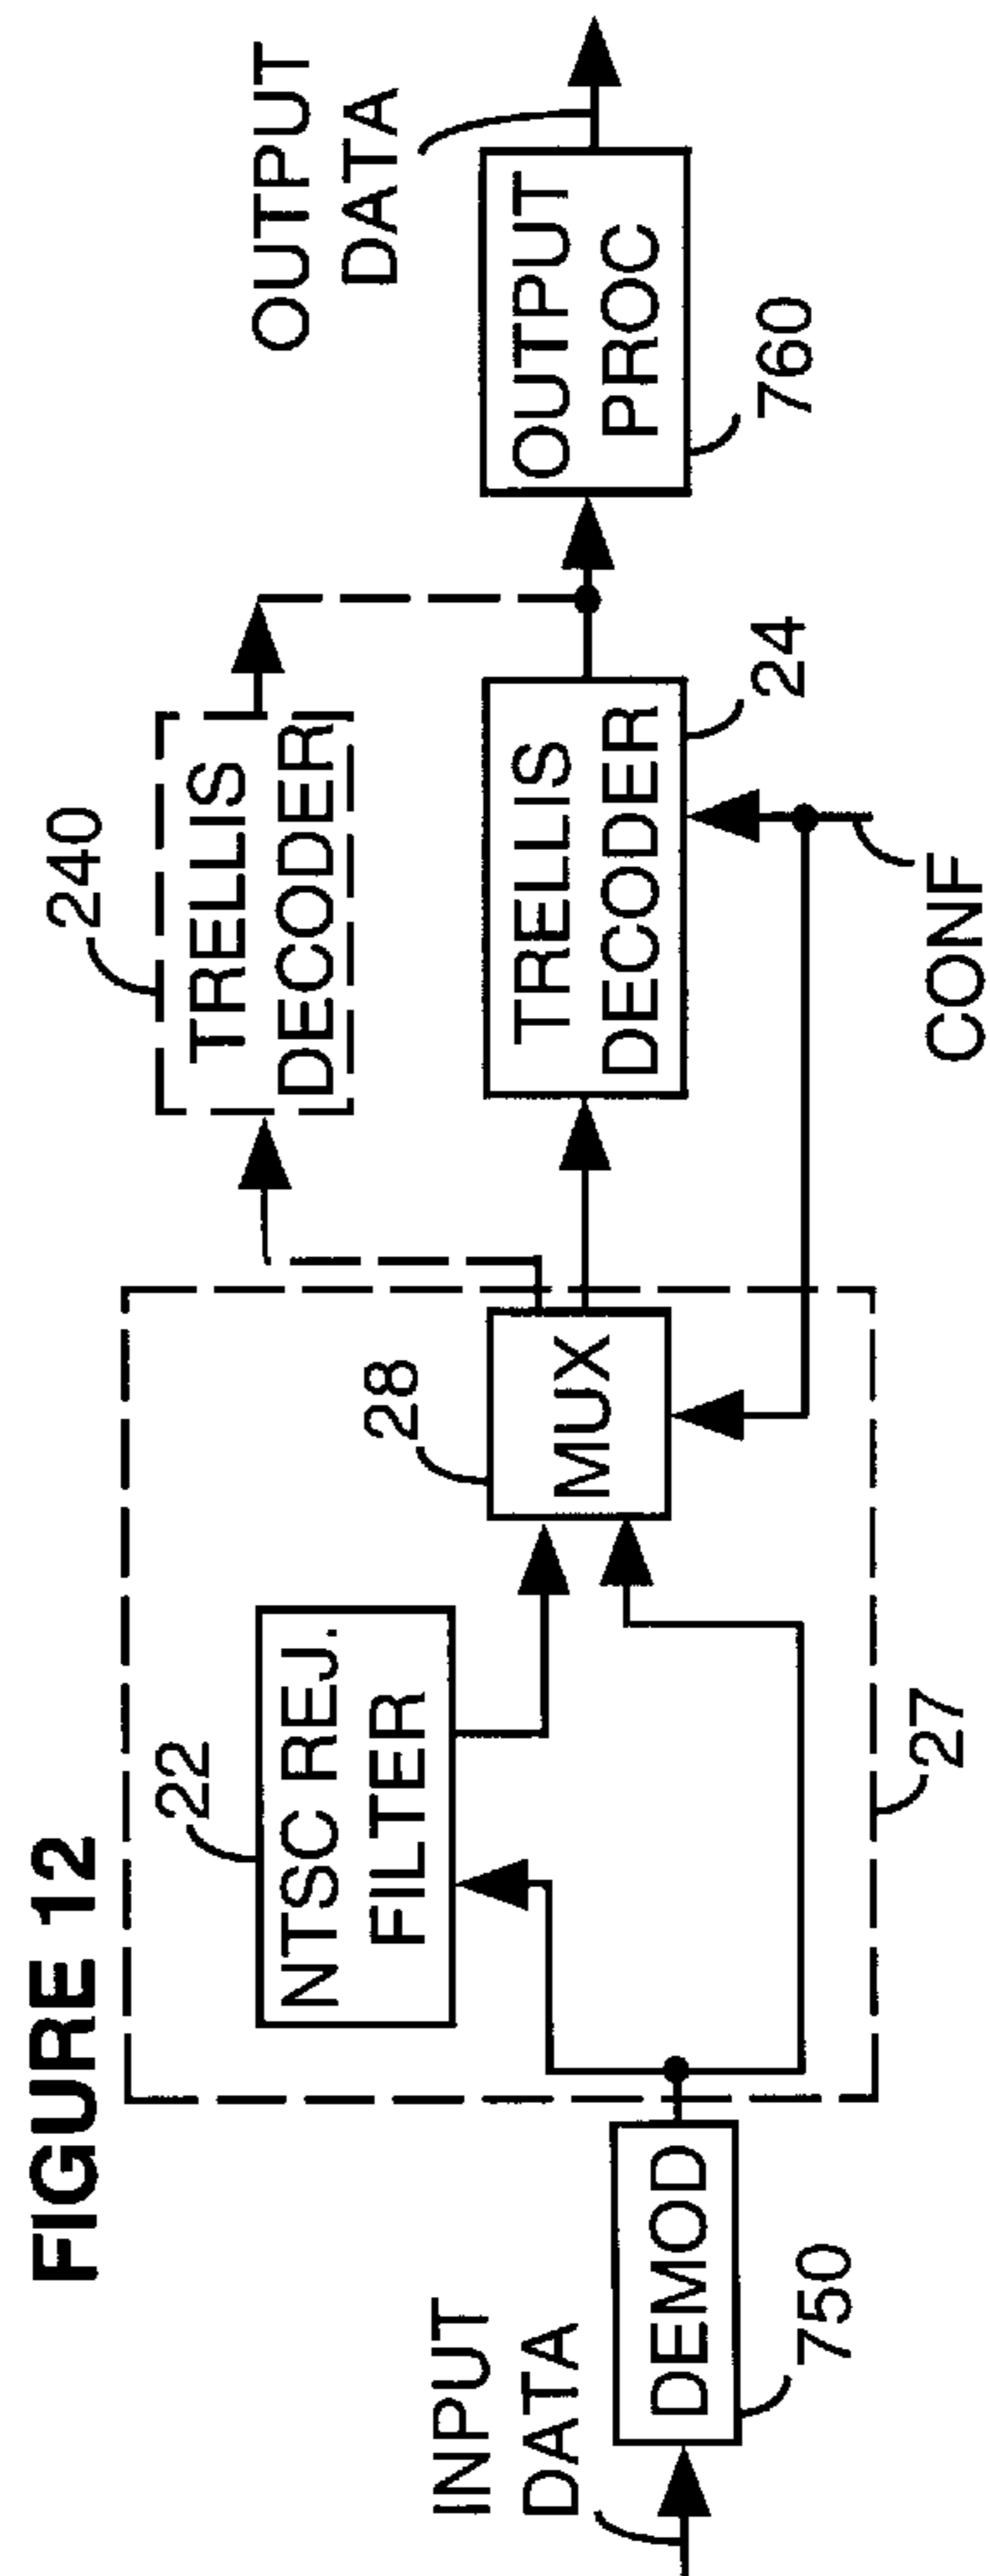 FIGURE 12
INPUT
DATA
DEMOD
750
22
NTSC REJ.
FILTER
27
28
MUX
240
TRELLIS
DECODER
TRELLIS
DECODER
24
CONF
OUTPUT
PROC
760
OUTPUT
DATA